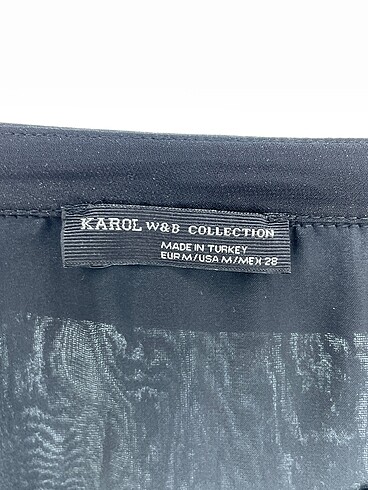 KAROL W&B COLLECTION
MADE IN TURKEY
EUR M/USA M/MEX 28